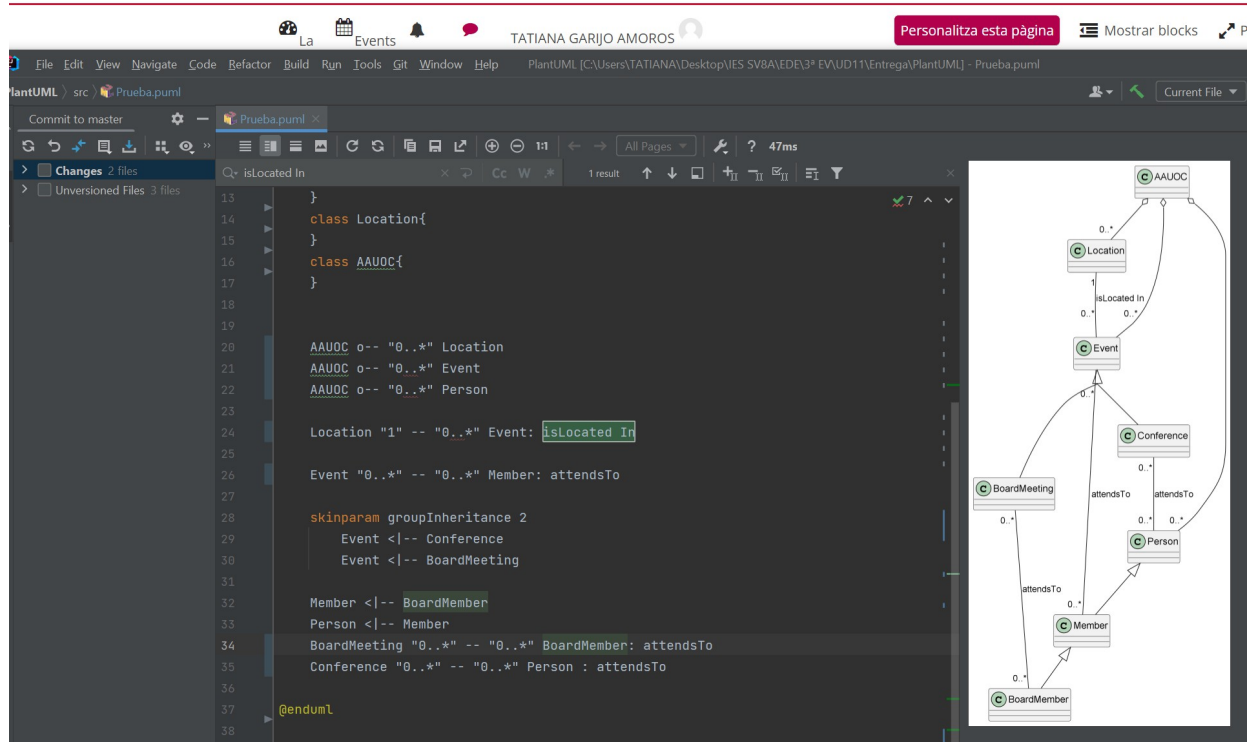 La Events TATIANA GARIJO AMOROS Personalitza esta pàgina Mostrar blocks P
File Edit View Navigate Code Refactor Build Run Tools Git Window Help PlantUML [C:\Users\TATIANA\Desktop\IES SV8A\EDE\3ª EV\UD11\Entrega\PlantUML] - Prueba.puml
PlantUML src Prueba.puml Current File
Commit to master Prueba.puml
1:1 All Pages ? 47ms
Changes 2 files
Unversioned Files 3 files
isLocated In Cc W .* 1 result
7
13 }
14 class Location{
15 }
16 class AAUOC{
17 }
18
19
20 AAUOC o-- "0..*" Location
21 AAUOC o-- "0..*" Event
22 AAUOC o-- "0..*" Person
23
24 Location "1" -- "0..*" Event: isLocated In
25
26 Event "0..*" -- "0..*" Member: attendsTo
27
28 skinparam groupInheritance 2
29 Event <|-- Conference
30 Event <|-- BoardMeeting
31
32 Member <|-- BoardMember
33 Person <|-- Member
34 BoardMeeting "0..*" -- "0..*" BoardMember: attendsTo
35 Conference "0..*" -- "0..*" Person : attendsTo
36
37 @enduml
38
C AAUOC
0..*
C Location
1
isLocated In
0..* 0..*
C Event
0..*
C Conference
0..*
C BoardMeeting
attendsTo attendsTo
0..* 0..* 0..*
C Person
attendsTo
0..*
C Member
0..*
C BoardMember